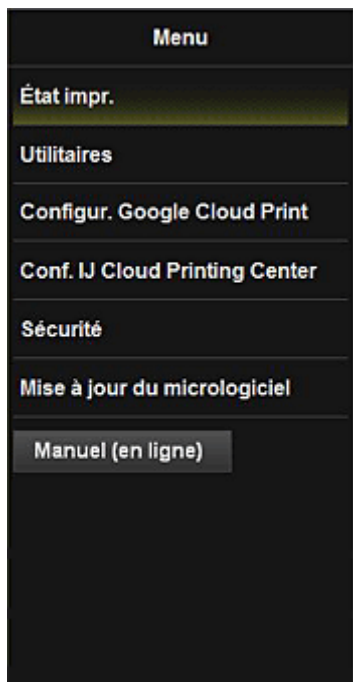 Menu
État impr.
Utilitaires
Configur. Google Cloud Print
Conf. IJ Cloud Printing Center
Sécurité
Mise à jour du micrologiciel
Manuel (en ligne)